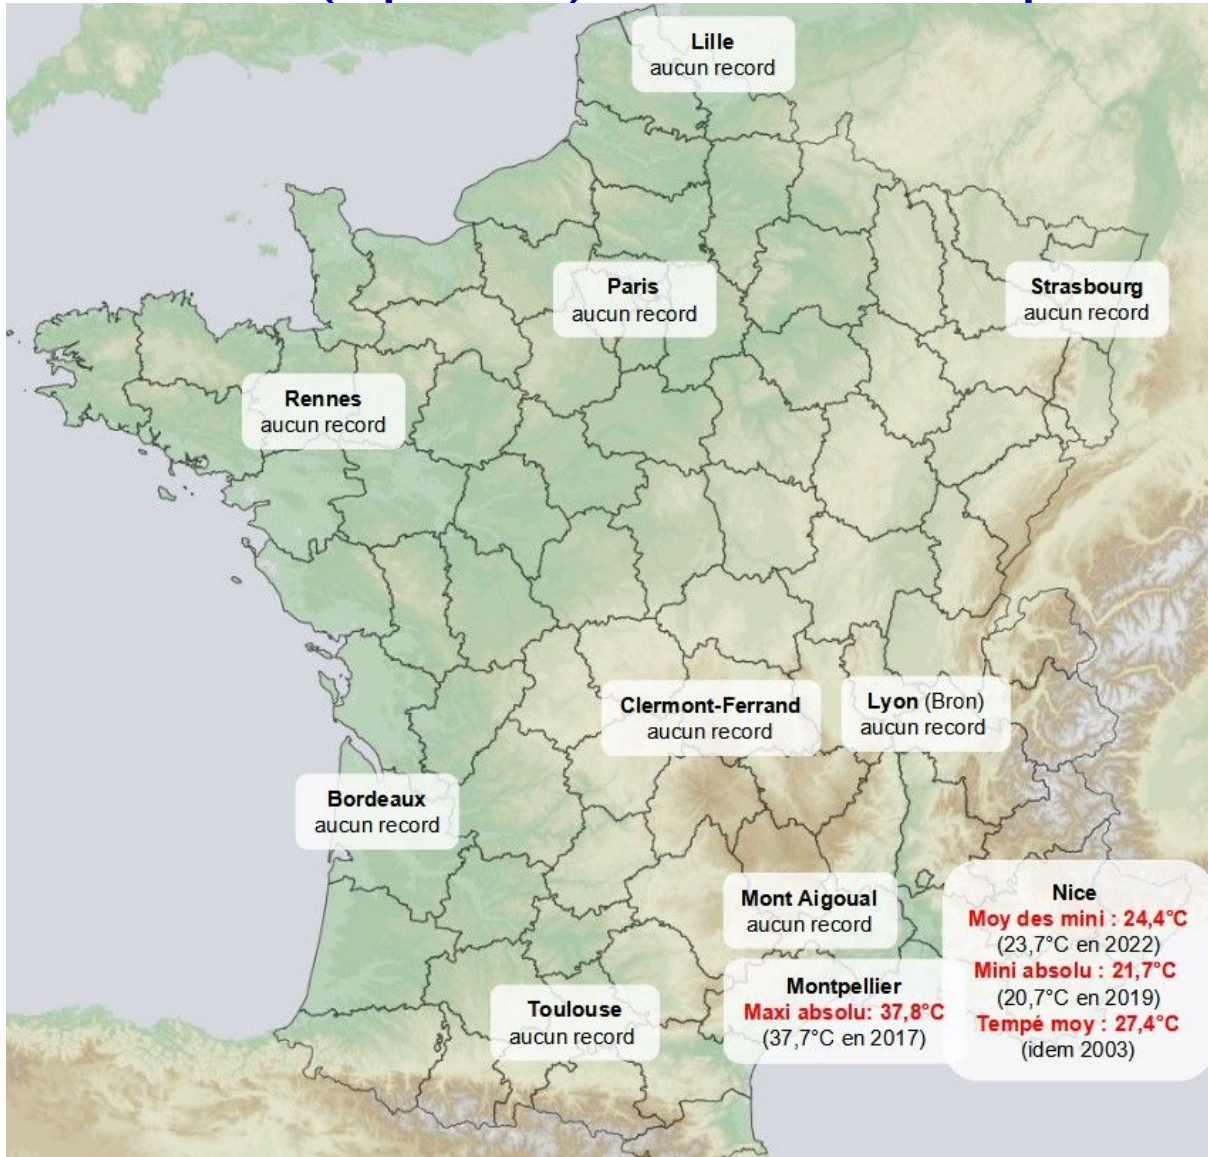 Lille
aucun record
Paris
aucun record
Strasbourg
aucun record
Rennes
aucun record
Clermont-Ferrand
aucun record
Lyon (Bron)
aucun record
Bordeaux
aucun record
Mont Aigoual
aucun record
Nice
Moy des mini : 24,4°C
(23,7°C en 2022)
Mini absolu : 21,7°C
(20,7°C en 2019)
Tempé moy : 27,4°C
(idem 2003)
Montpellier
Maxi absolu: 37,8°C
(37,7°C en 2017)
Toulouse
aucun record